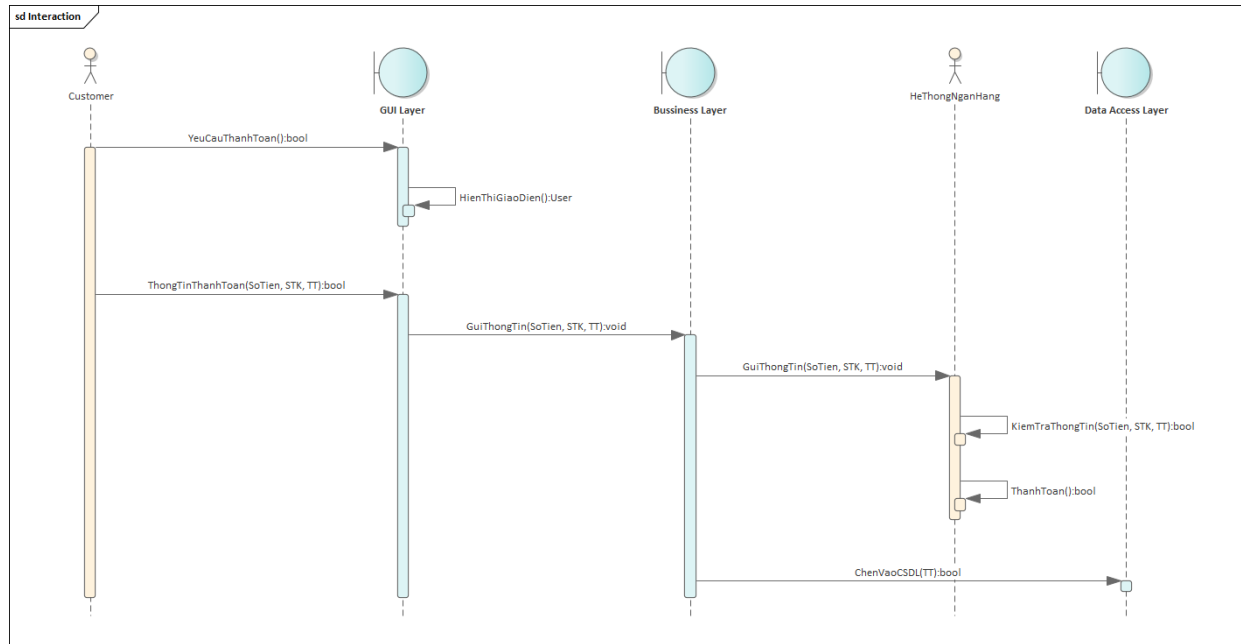 sd Interaction
Customer
GUI Layer
Bussiness Layer
HeThongNganHang
Data Access Layer
YeuCauThanhToan():bool
HienThiGiaoDien():User
ThongTinThanhToan(SoTien, STK, TT):bool
GuiThongTin(SoTien, STK, TT):void
GuiThongTin(SoTien, STK, TT):void
KiemTraThongTin(SoTien, STK, TT):bool
ThanhToan():bool
ChenVaoCSDL(TT):bool